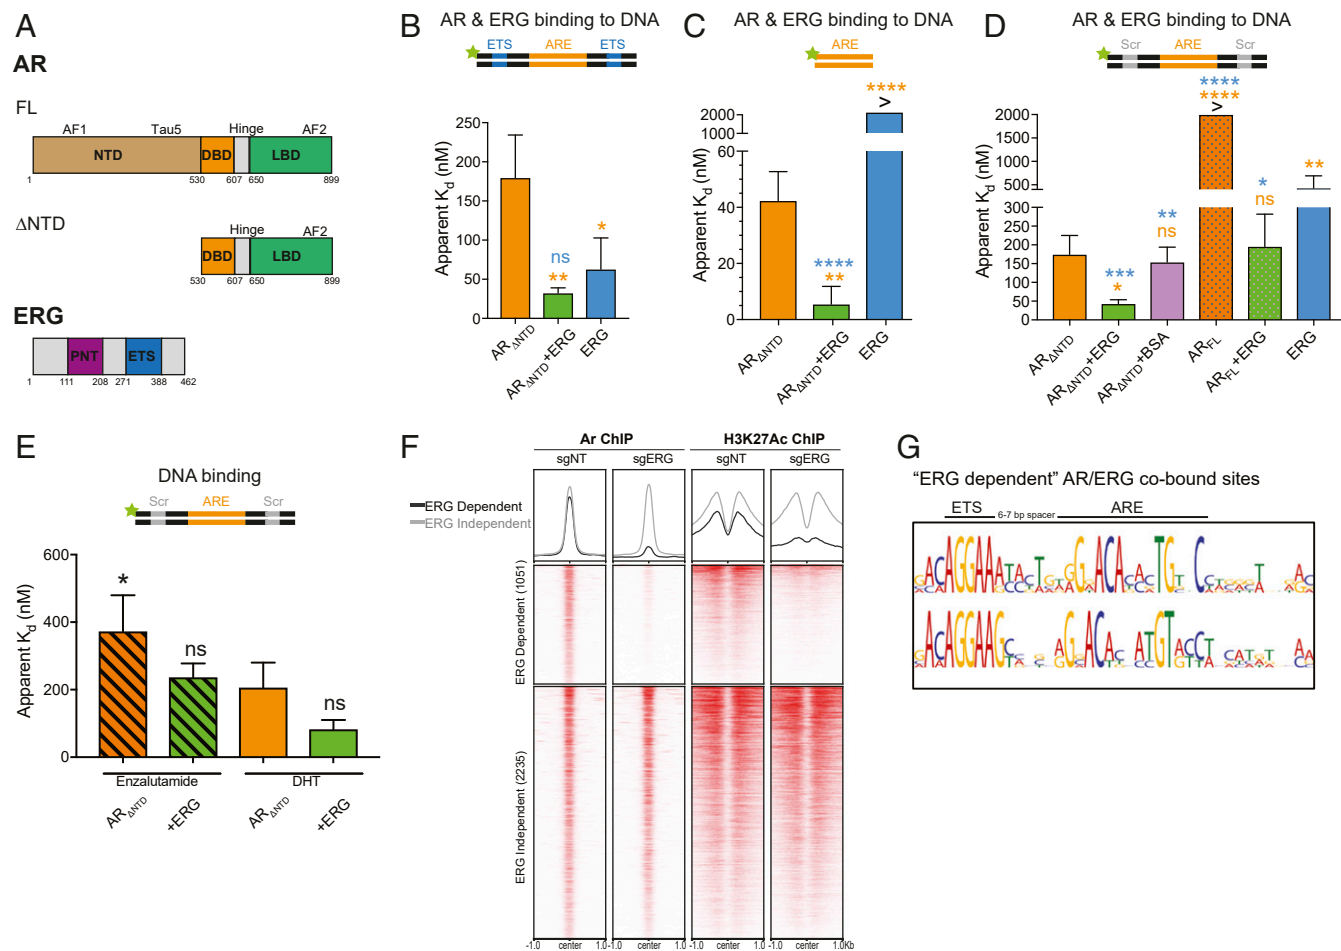 A
AR
FL
AF1 Tau5 Hinge AF2
NTD DBD LBD
1 530 607 650 899
ΔNTD
Hinge AF2
DBD LBD
530 607 650 899
ERG
PNT ETS
1 111 208 271 388 462
B
AR & ERG binding to DNA
ETS ARE ETS
Apparent Kd (nM)
250
200
150
100
50
0
ns
**
*
ARΔNTD
ARΔNTD+ERG
ERG
C
AR & ERG binding to DNA
ARE
Apparent Kd (nM)
2000
1000
60
40
20
0
****
**
****
>
ARΔNTD
ARΔNTD+ERG
ERG
D
AR & ERG binding to DNA
Scr ARE Scr
Apparent Kd (nM)
2000
1500
1000
500
300
250
200
150
100
50
0
***
*
**
ns
****
****
>
*
ns
**
ARΔNTD
ARΔNTD+ERG
ARΔNTD+BSA
ARFL
ARFL+ERG
ERG
E
DNA binding
Scr ARE Scr
Apparent Kd (nM)
600
400
200
0
*
ns
ns
Enzalutamide DHT
ARΔNTD
+ERG
ARΔNTD
+ERG
F
Ar ChIP H3K27Ac ChIP
sgNT sgERG sgNT sgERG
ERG Dependent
ERG Independent
ERG Dependent (1051)
ERG Independent (2235)
-1.0 center 1.0 -1.0 center 1.0 -1.0 center 1.0 -1.0 center 1.0Kb
G
“ERG dependent” AR/ERG co-bound sites
ETS 6-7 bp spacer ARE